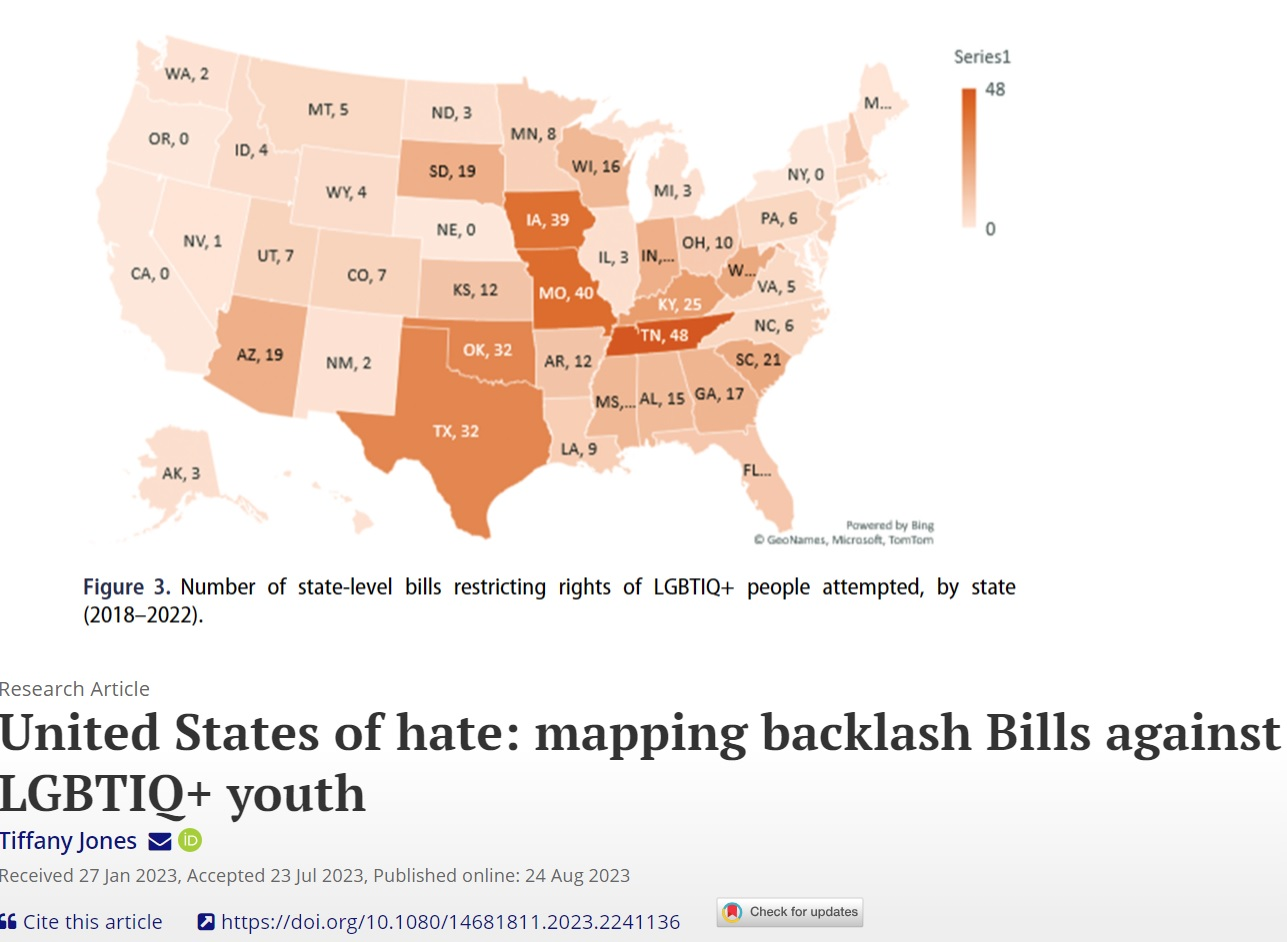 WA, 2
MT, 5
ND, 3
MN, 8
OR, 0
ID, 4
SD, 19
WI, 16
MI, 3
NY, 0
M...
WY, 4
IA, 39
NE, 0
PA, 6
NV, 1
UT, 7
CO, 7
IL, 3
IN,...
OH, 10
W...
CA, 0
KS, 12
MO, 40
KY, 25
VA, 5
AZ, 19
NM, 2
OK, 32
AR, 12
TN, 48
NC, 6
SC, 21
TX, 32
MS,...
AL, 15
GA, 17
LA, 9
FL...
AK, 3
Series1
48
0
Powered by Bing
© GeoNames, Microsoft, TomTom
Figure 3. Number of state-level bills restricting rights of LGBTIQ+ people attempted, by state
(2018–2022).
Research Article
United States of hate: mapping backlash Bills against
LGBTIQ+ youth
Tiffany Jones
iD
Received 27 Jan 2023, Accepted 23 Jul 2023, Published online: 24 Aug 2023
Cite this article
https://doi.org/10.1080/14681811.2023.2241136
Check for updates